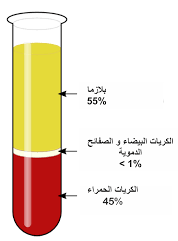 بلازما
55%
الكريات البيضاء و الصفائح
الدموية
< 1%
الكريات الحمراء
45%